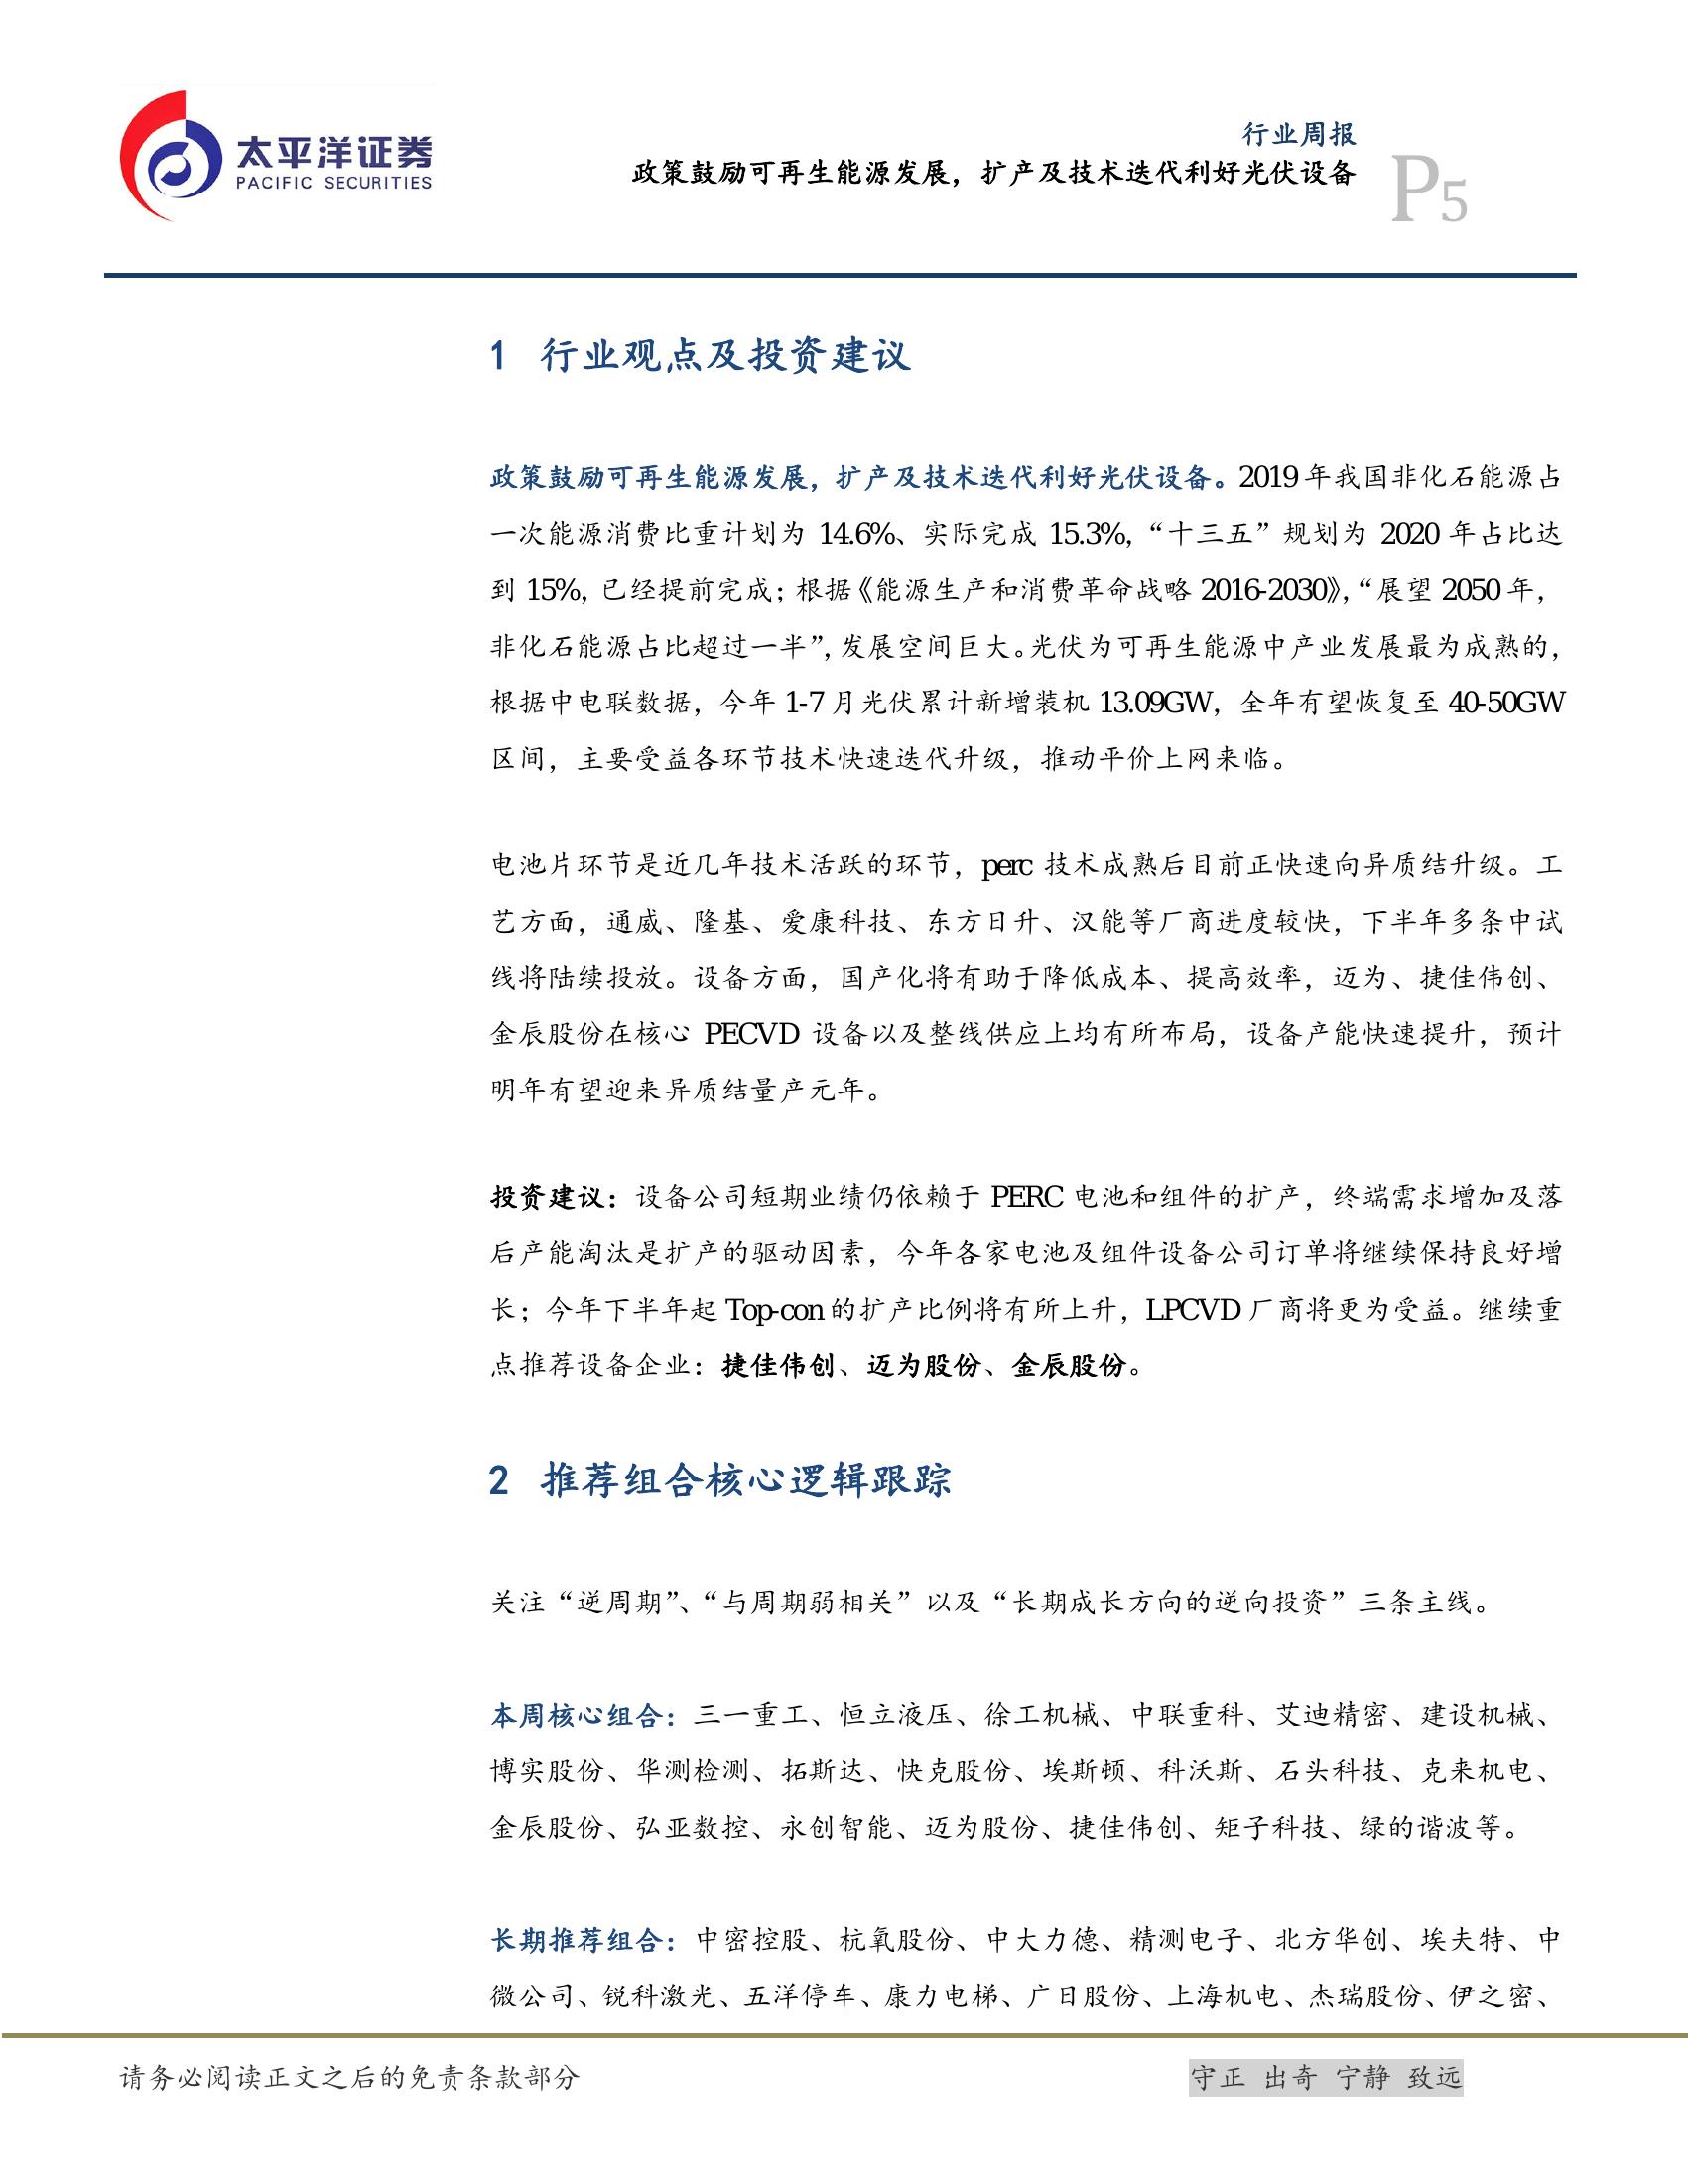 太平洋证券
PACIFIC SECURITIES
行业周报
政策鼓励可再生能源发展，扩产及技术迭代利好光伏设备
P5
1 行业观点及投资建议
政策鼓励可再生能源发展，扩产及技术迭代利好光伏设备。2019 年我国非化石能源占
一次能源消费比重计划为 14.6%、实际完成 15.3%，“十三五”规划为 2020 年占比达
到 15%，已经提前完成；根据《能源生产和消费革命战略 2016-2030》，“展望 2050 年，
非化石能源占比超过一半”，发展空间巨大。光伏为可再生能源中产业发展最为成熟的，
根据中电联数据，今年 1-7 月光伏累计新增装机 13.09GW，全年有望恢复至 40-50GW
区间，主要受益各环节技术快速迭代升级，推动平价上网来临。
电池片环节是近几年技术活跃的环节，perc 技术成熟后目前正快速向异质结升级。工
艺方面，通威、隆基、爱康科技、东方日升、汉能等厂商进度较快，下半年多条中试
线将陆续投放。设备方面，国产化将有助于降低成本、提高效率，迈为、捷佳伟创、
金辰股份在核心 PECVD 设备以及整线供应上均有所布局，设备产能快速提升，预计
明年有望迎来异质结量产元年。
投资建议：设备公司短期业绩仍依赖于 PERC 电池和组件的扩产，终端需求增加及落
后产能淘汰是扩产的驱动因素，今年各家电池及组件设备公司订单将继续保持良好增
长；今年下半年起 Top-con 的扩产比例将有所上升，LPCVD 厂商将更为受益。继续重
点推荐设备企业：捷佳伟创、迈为股份、金辰股份。
2 推荐组合核心逻辑跟踪
关注“逆周期”、“与周期弱相关”以及“长期成长方向的逆向投资”三条主线。
本周核心组合：三一重工、恒立液压、徐工机械、中联重科、艾迪精密、建设机械、
博实股份、华测检测、拓斯达、快克股份、埃斯顿、科沃斯、石头科技、克来机电、
金辰股份、弘亚数控、永创智能、迈为股份、捷佳伟创、矩子科技、绿的谐波等。
长期推荐组合：中密控股、杭氧股份、中大力德、精测电子、北方华创、埃夫特、中
微公司、锐科激光、五洋停车、康力电梯、广日股份、上海机电、杰瑞股份、伊之密、
请务必阅读正文之后的免责条款部分
守正 出奇 宁静 致远